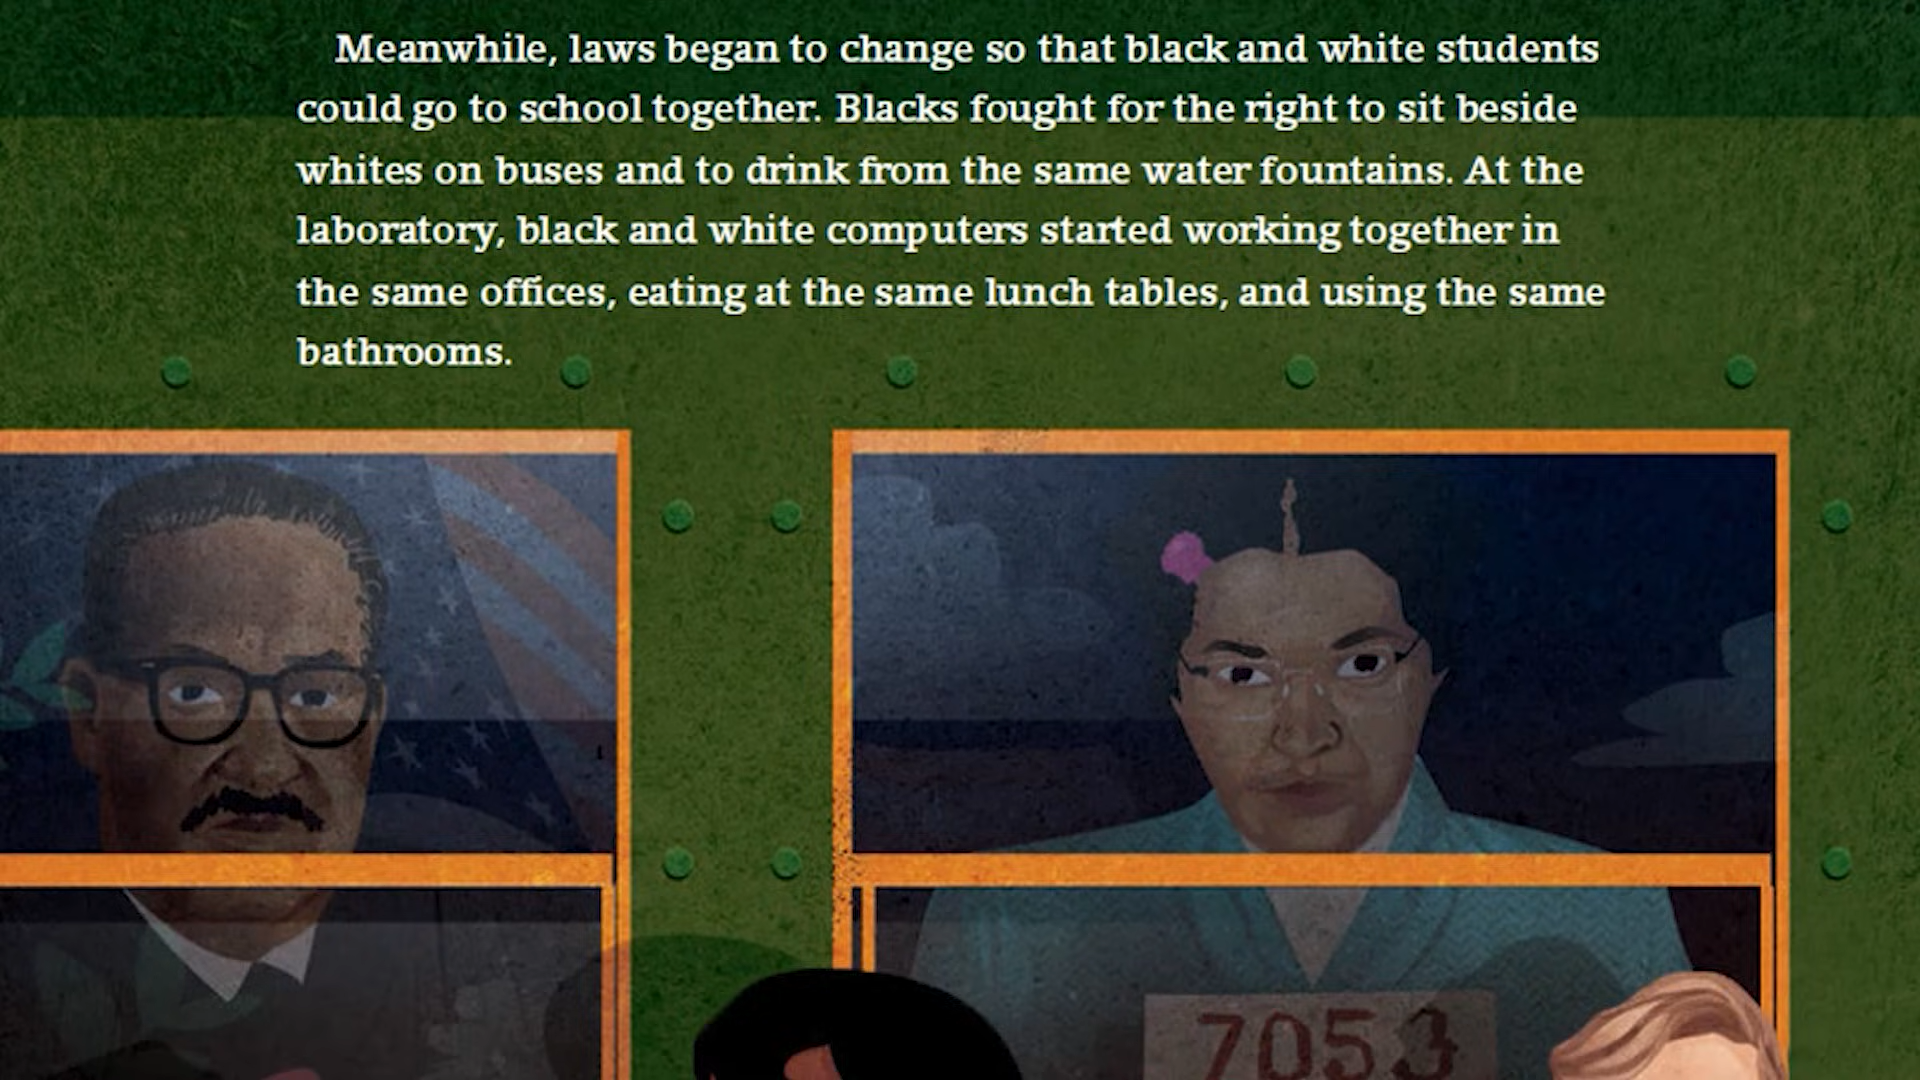 Meanwhile, laws began to change so that black and white students
could go to school together. Blacks fought for the right to sit beside
whites on buses and to drink from the same water fountains. At the
laboratory, black and white computers started working together in
the same offices, eating at the same lunch tables, and using the same
bathrooms.
7053